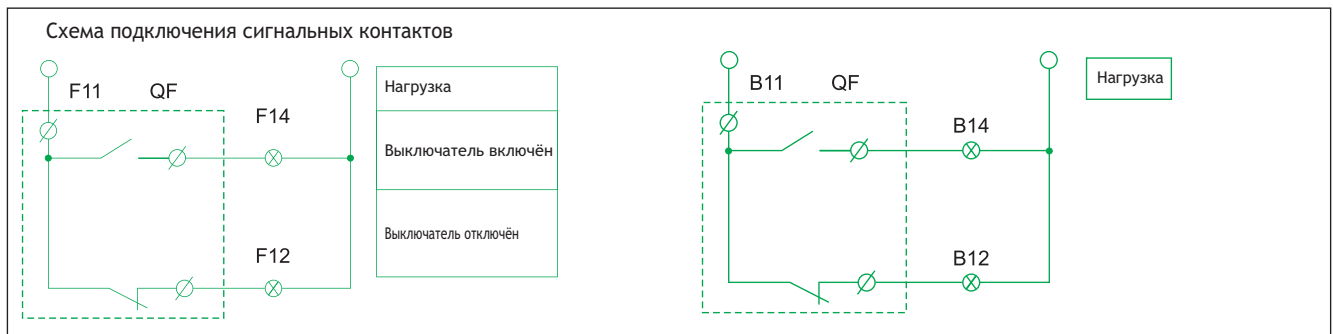 Схема подключения сигнальных контактов
F11 QF
F14
F12
Нагрузка
Выключатель включён
Выключатель отключён
B11 QF
B14
B12
Нагрузка